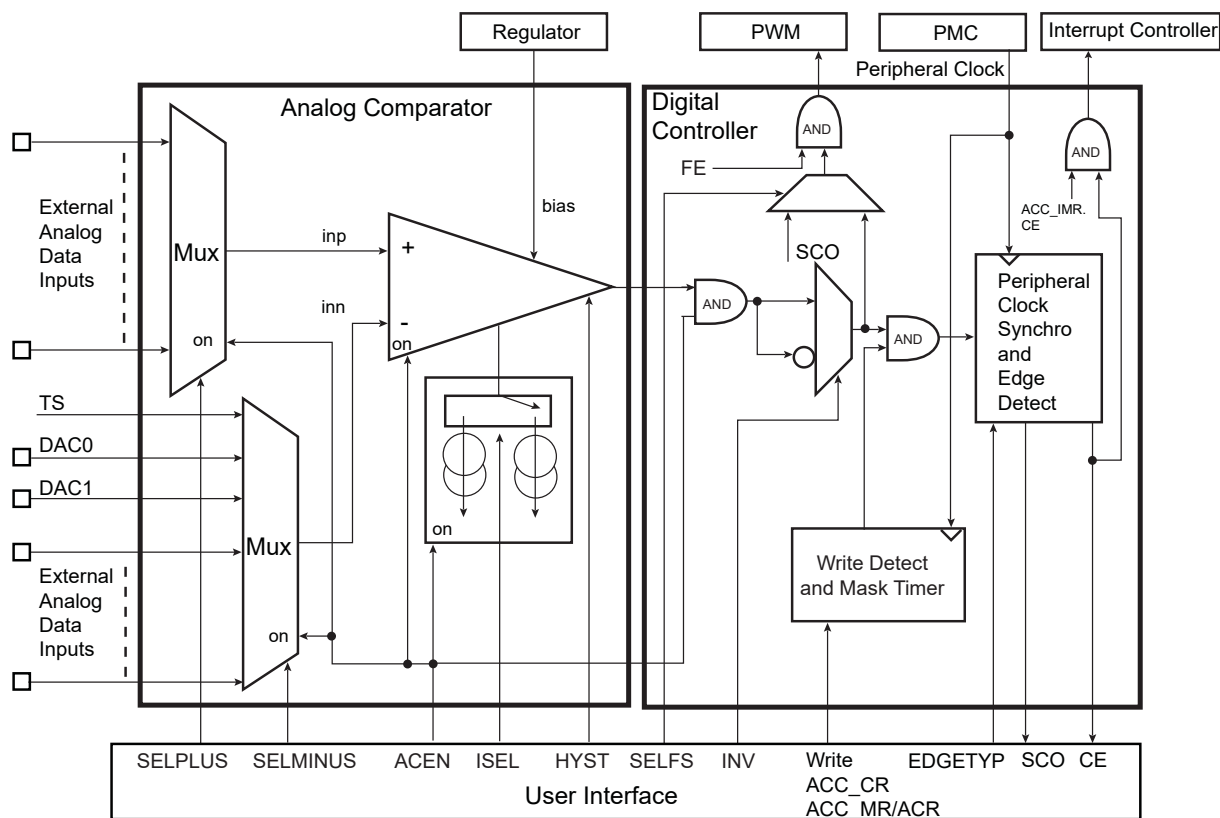 Regulator
PWM
PMC
Interrupt Controller
Peripheral Clock
Analog Comparator
Digital
Controller
AND
AND
FE
ACC_IMR.
CE
External
Analog
Data
Inputs
Mux
on
inp
inn
bias
+
-
on
SCO
AND
AND
Peripheral
Clock
Synchro
and
Edge
Detect
TS
DAC0
DAC1
Mux
on
External
Analog
Data
Inputs
on
Write Detect
and Mask Timer
SELPLUS
SELMINUS
ACEN
ISEL
HYST
SELFS
INV
Write
ACC_CR
ACC_MR/ACR
EDGETYP
SCO
CE
User Interface